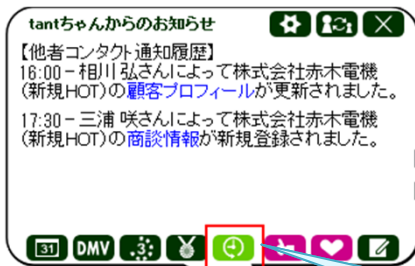 tantちゃんからのお知らせ
【他者コンタクト通知履歴】
16:00－相川 弘さんによって株式会社赤木電機
(新規HOT)の顧客プロフィールが更新されました。
17:30－三浦 咲さんによって株式会社赤木電機
(新規HOT)の商談情報が新規登録されました。
31 DMV 3